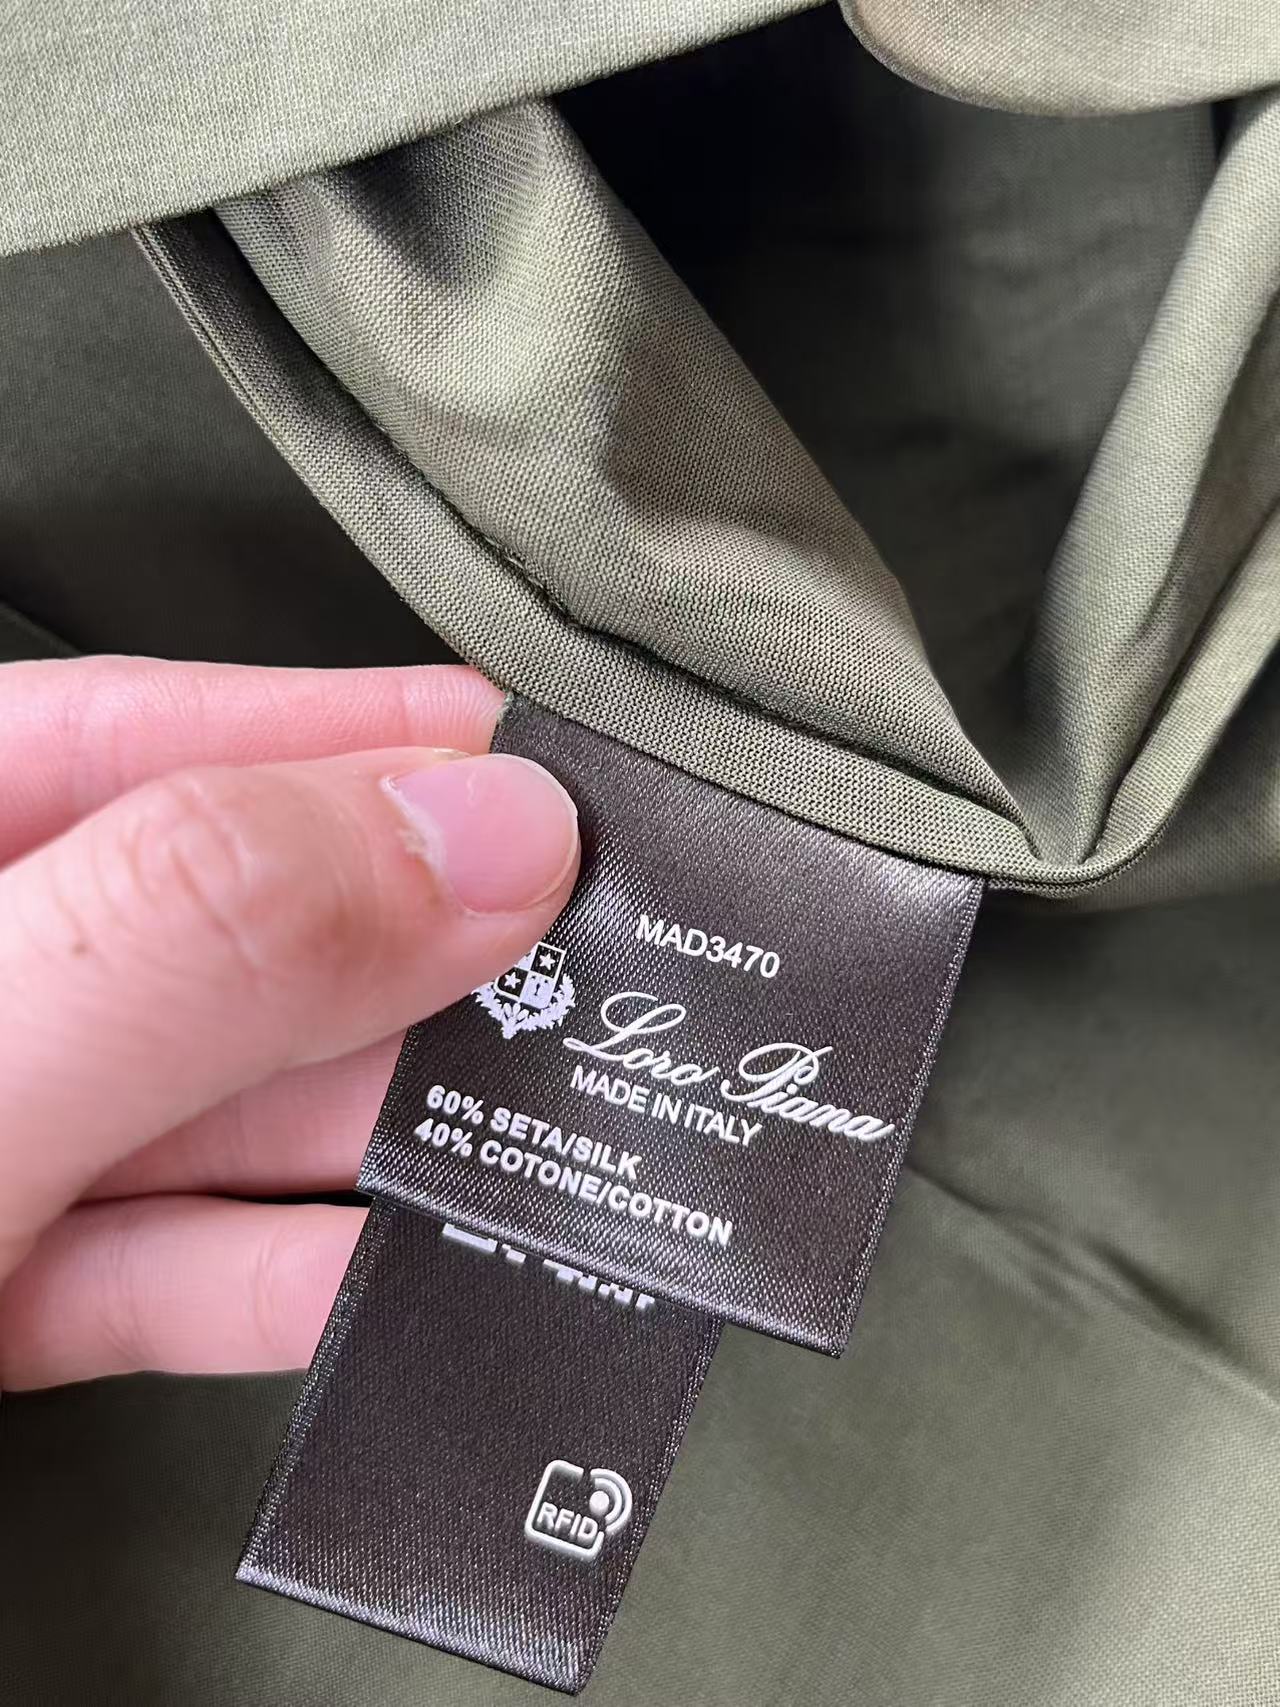 MAD3470
Loro Piana
MADE IN ITALY
60% SETA/SILK
40% COTONE/COTTON
RFID